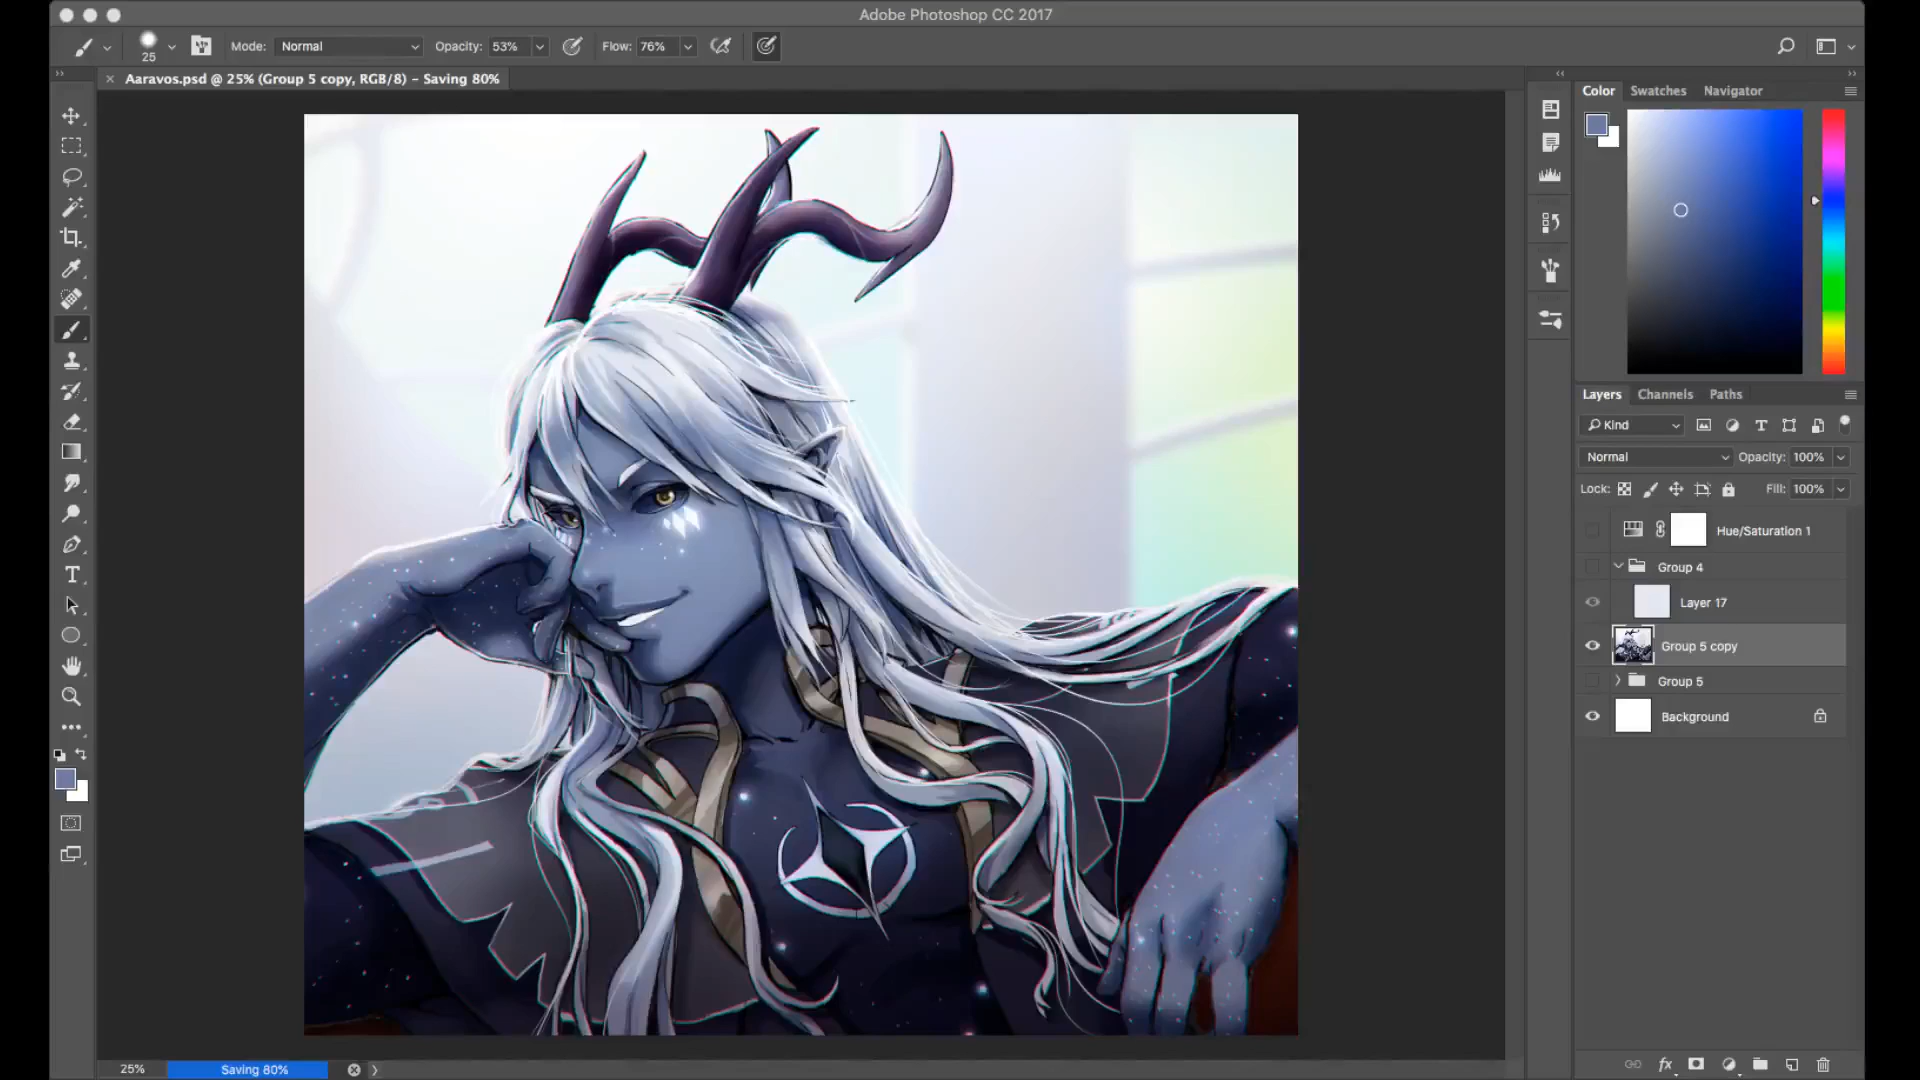 Adobe Photoshop CC 2017
25 Mode: Normal Opacity: 53% Flow: 76%
Aaravos.psd @ 25% (Group 5 copy, RGB/8) - Saving 80%
Color Swatches Navigator
Layers Channels Paths
Kind
Normal Opacity: 100%
Lock: Fill: 100%
Hue/Saturation 1
Group 4
Layer 17
Group 5 copy
Group 5
Background
25% Saving 80%
fx